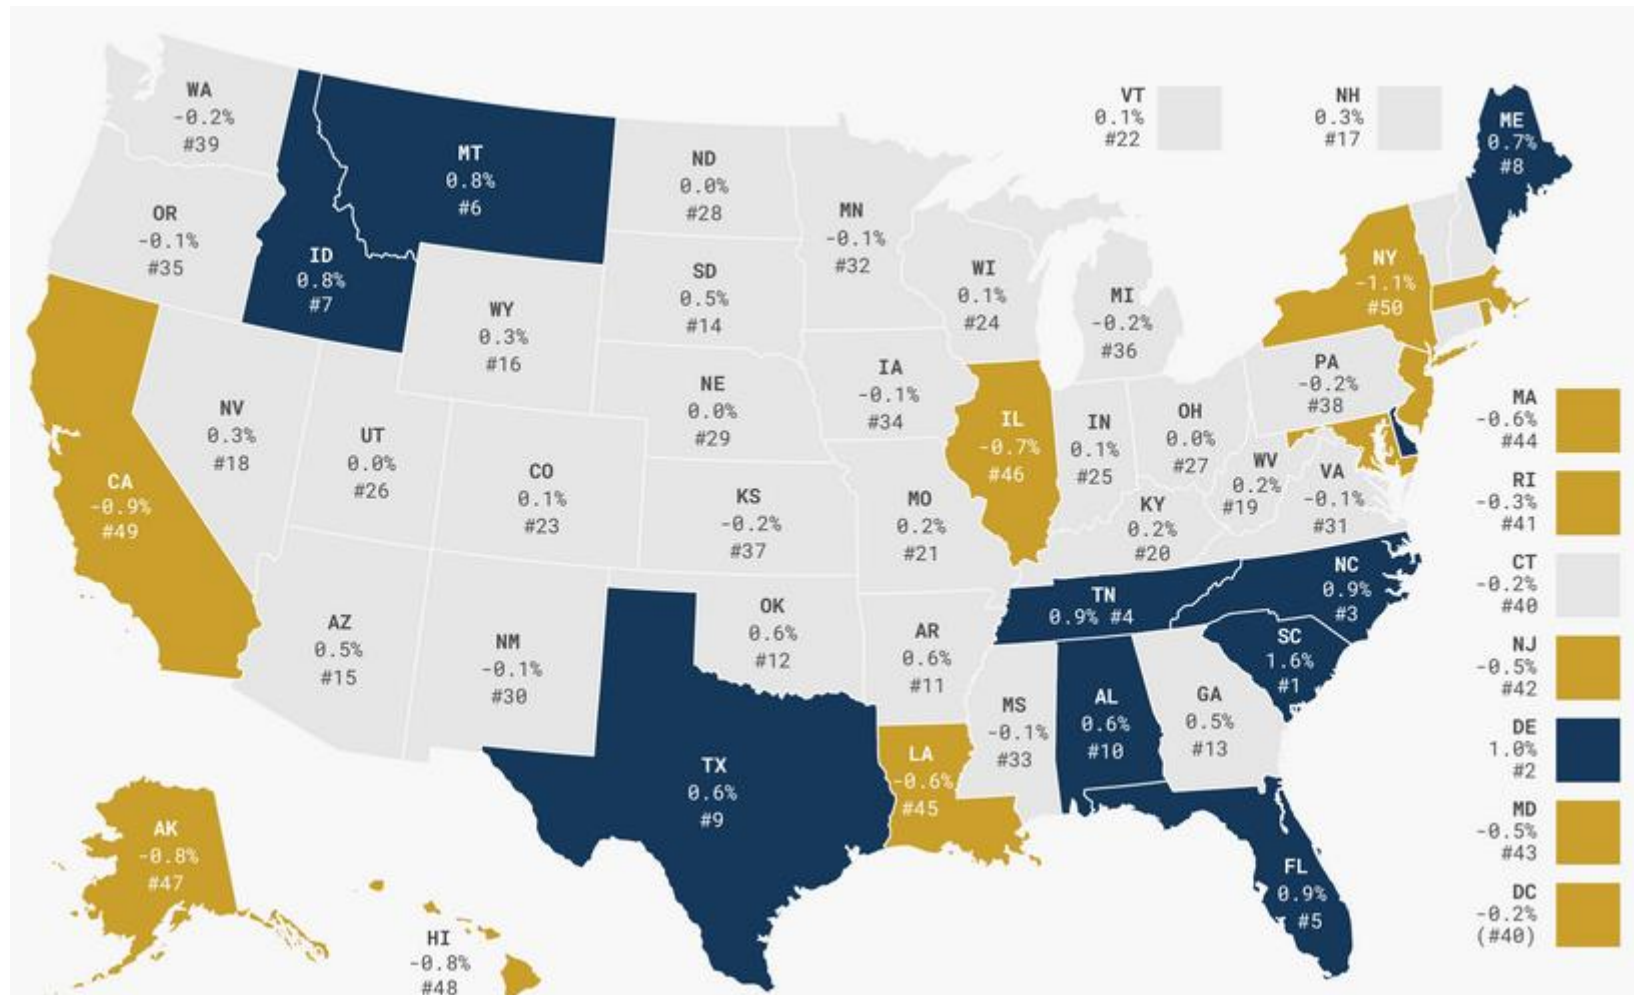 WA
-0.2%
#39
OR
-0.1%
#35
CA
-0.9%
#49
ID
0.8%
#7
MT
0.8%
#6
NV
0.3%
#18
UT
0.0%
#26
WY
0.3%
#16
AZ
0.5%
#15
CO
0.1%
#23
NM
-0.1%
#30
ND
0.0%
#28
SD
0.5%
#14
NE
0.0%
#29
KS
-0.2%
#37
OK
0.6%
#12
TX
0.6%
#9
MN
-0.1%
#32
IA
-0.1%
#34
MO
0.2%
#21
AR
0.6%
#11
LA
-0.6%
#45
WI
0.1%
#24
IL
-0.7%
#46
MI
-0.2%
#36
IN
0.1%
#25
OH
0.0%
#27
KY
0.2%
#20
TN
0.9% #4
MS
-0.1%
#33
AL
0.6%
#10
GA
0.5%
#13
FL
0.9%
#5
SC
1.6%
#1
NC
0.9%
#3
WV
0.2%
#19
VA
-0.1%
#31
PA
-0.2%
#38
NY
-1.1%
#50
VT
0.1%
#22
NH
0.3%
#17
ME
0.7%
#8
MA
-0.6%
#44
RI
-0.3%
#41
CT
-0.2%
#40
NJ
-0.5%
#42
DE
1.0%
#2
MD
-0.5%
#43
DC
-0.2%
(#40)
AK
-0.8%
#47
HI
-0.8%
#48